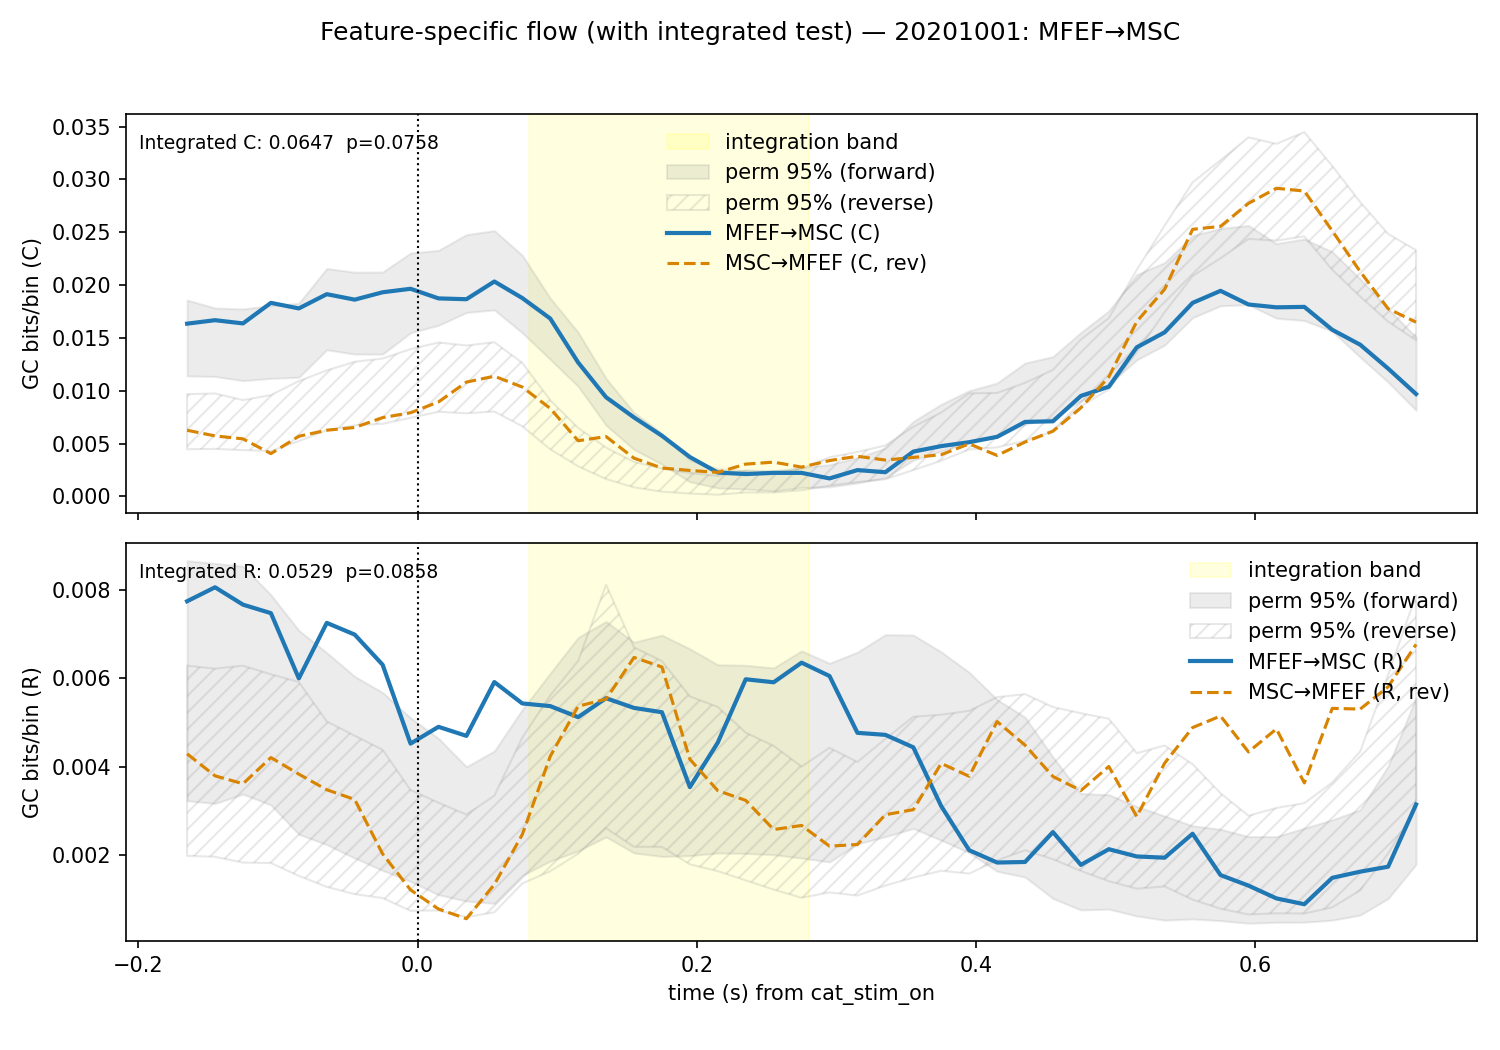 Feature-specific flow (with integrated test) — 20201001: MFEF→MSC
Integrated C: 0.0647  p=0.0758
integration band
perm 95% (forward)
perm 95% (reverse)
MFEF→MSC (C)
MSC→MFEF (C, rev)
GC bits/bin (C)
0.035
0.030
0.025
0.020
0.015
0.010
0.005
0.000
Integrated R: 0.0529  p=0.0858
integration band
perm 95% (forward)
perm 95% (reverse)
MFEF→MSC (R)
MSC→MFEF (R, rev)
GC bits/bin (R)
0.008
0.006
0.004
0.002
−0.2
0.0
0.2
0.4
0.6
time (s) from cat_stim_on